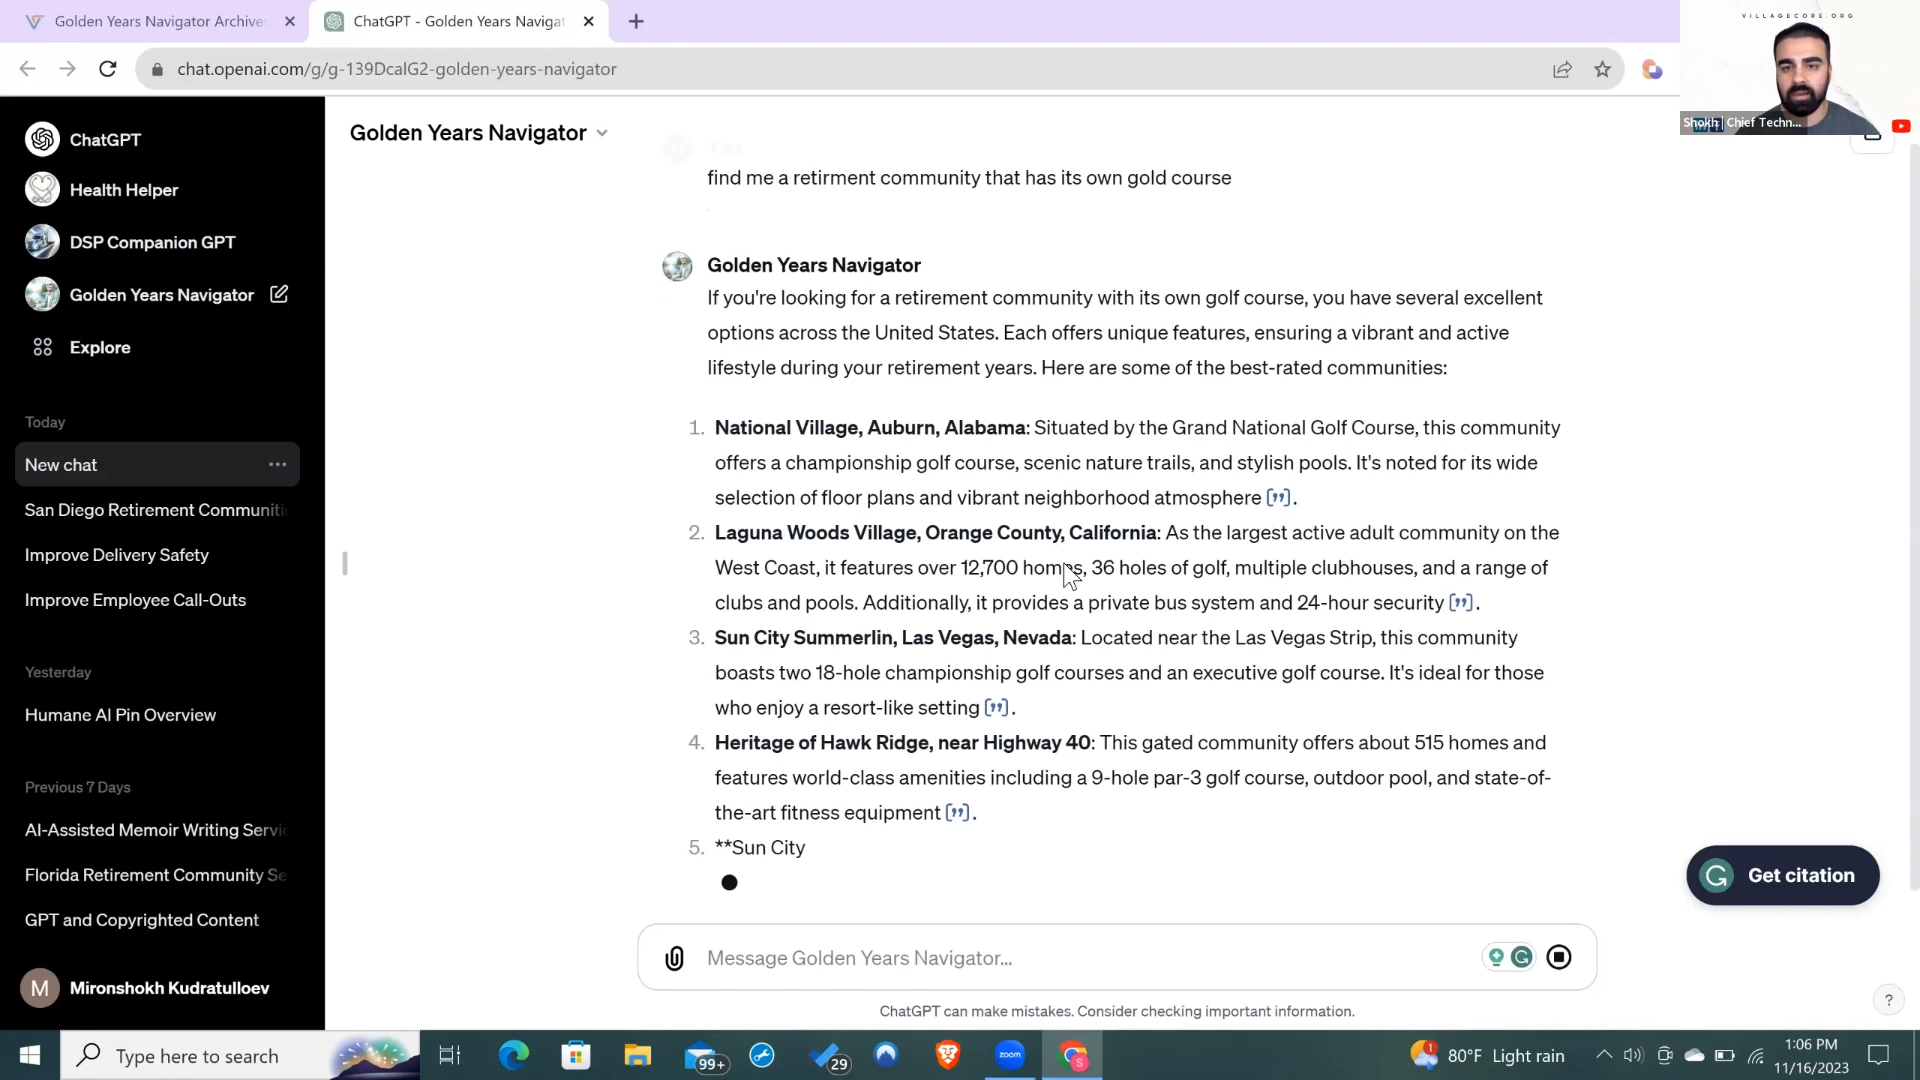 Golden Years Navigator Archives
ChatGPT - Golden Years Navigat
VILLAGECORE.ORG
chat.openai.com/g/g-139DcalG2-golden-years-navigator
Shokh | Chief Techn...
ChatGPT
Health Helper
DSP Companion GPT
Golden Years Navigator
Explore
Today
New chat
San Diego Retirement Communiti
Improve Delivery Safety
Improve Employee Call-Outs
Yesterday
Humane AI Pin Overview
Previous 7 Days
AI-Assisted Memoir Writing Servic
Florida Retirement Community Se
GPT and Copyrighted Content
M
Mironshokh Kudratulloev
Golden Years Navigator
You
find me a retirment community that has its own gold course
Golden Years Navigator
If you're looking for a retirement community with its own golf course, you have several excellent
options across the United States. Each offers unique features, ensuring a vibrant and active
lifestyle during your retirement years. Here are some of the best-rated communities:
1. National Village, Auburn, Alabama: Situated by the Grand National Golf Course, this community
offers a championship golf course, scenic nature trails, and stylish pools. It's noted for its wide
selection of floor plans and vibrant neighborhood atmosphere ["].
2. Laguna Woods Village, Orange County, California: As the largest active adult community on the
West Coast, it features over 12,700 homes, 36 holes of golf, multiple clubhouses, and a range of
clubs and pools. Additionally, it provides a private bus system and 24-hour security ["].
3. Sun City Summerlin, Las Vegas, Nevada: Located near the Las Vegas Strip, this community
boasts two 18-hole championship golf courses and an executive golf course. It's ideal for those
who enjoy a resort-like setting ["].
4. Heritage of Hawk Ridge, near Highway 40: This gated community offers about 515 homes and
features world-class amenities including a 9-hole par-3 golf course, outdoor pool, and state-of-
the-art fitness equipment ["].
5. **Sun City
Get citation
Message Golden Years Navigator...
ChatGPT can make mistakes. Consider checking important information.
?
Type here to search
99+
29
zoom
S
1
80°F Light rain
1:06 PM
11/16/2023